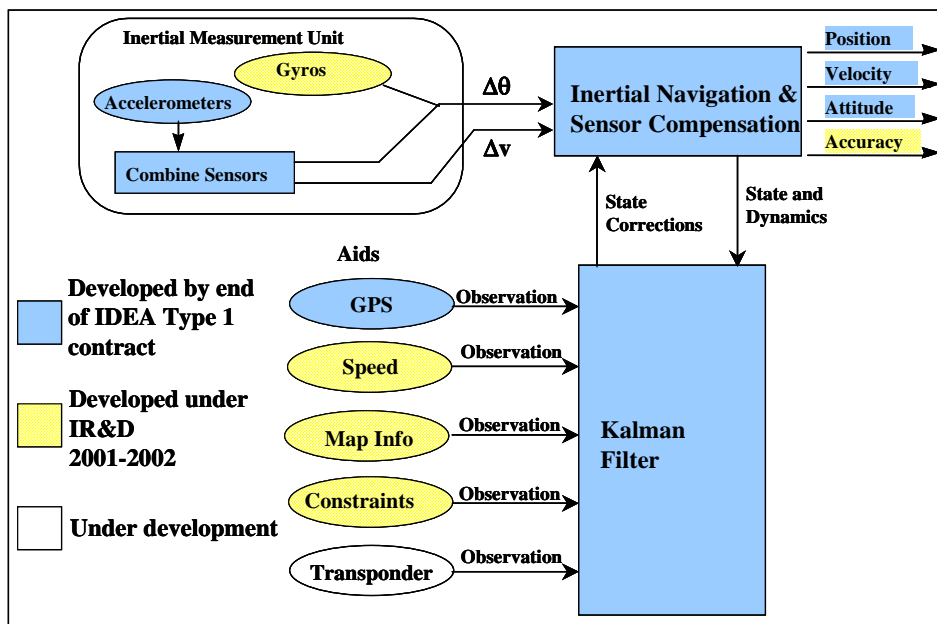 Inertial Measurement Unit
Gyros
Accelerometers
Combine Sensors
Δθ
Δv
Inertial Navigation &
Sensor Compensation
Position
Velocity
Attitude
Accuracy
State
Corrections
State and
Dynamics
Aids
GPS
Observation
Speed
Observation
Map Info
Observation
Constraints
Observation
Transponder
Observation
Kalman
Filter
Developed by end
of IDEA Type 1
contract
Developed under
IR&D
2001-2002
Under development